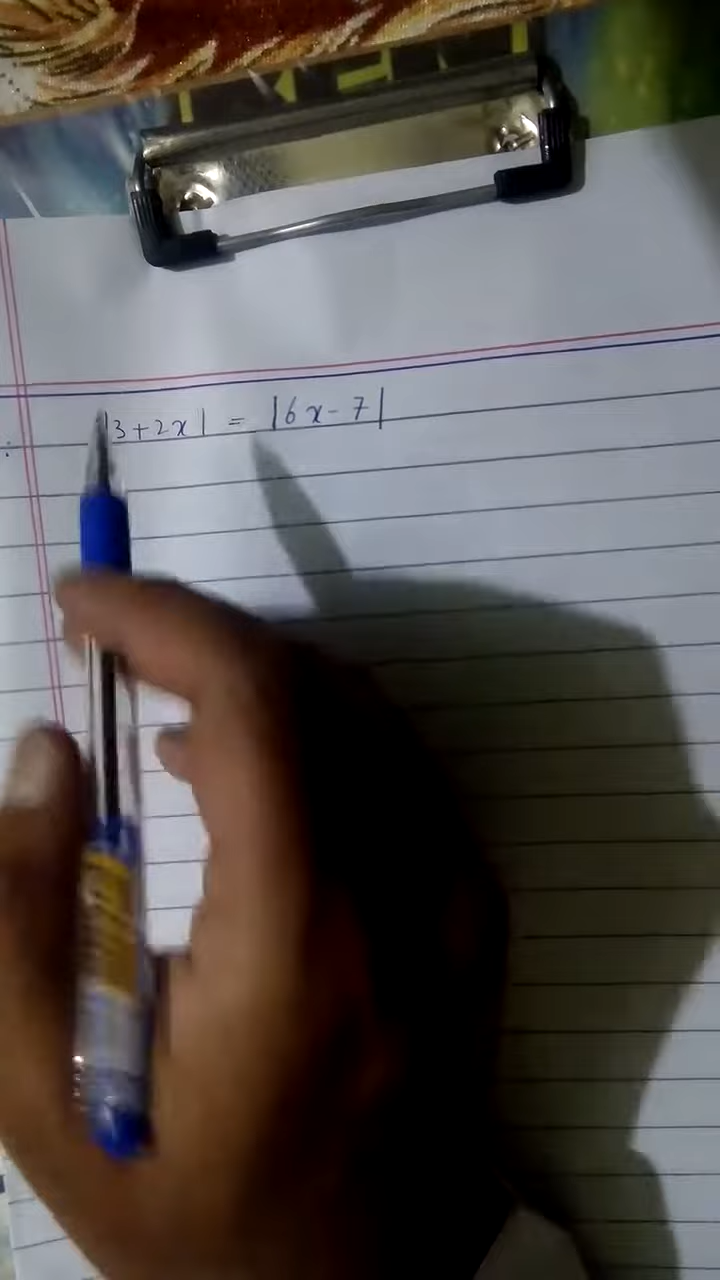 |3+2x| = |6x-7|